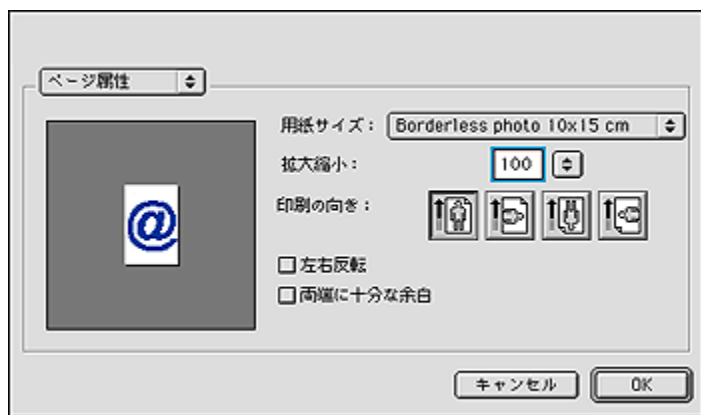 ページ属性
用紙サイズ： Borderless photo 10x15 cm
拡大縮小： 100
印刷の向き：
@
左右反転
両端に十分な余白
キャンセル OK